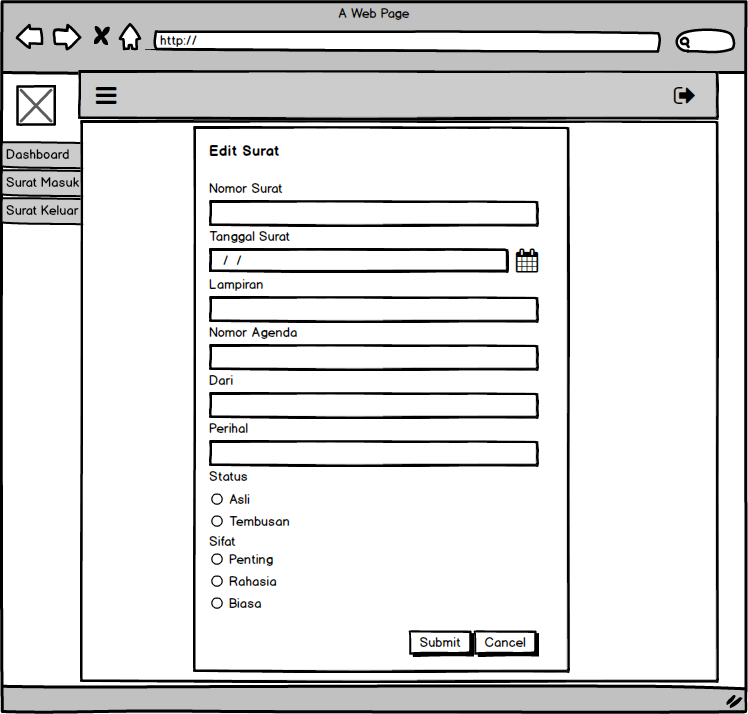 A Web Page
http://
Dashboard
Surat Masuk
Surat Keluar
Edit Surat
Nomor Surat
Tanggal Surat
/ /
Lampiran
Nomor Agenda
Dari
Perihal
Status
Asli
Tembusan
Sifat
Penting
Rahasia
Biasa
Submit Cancel